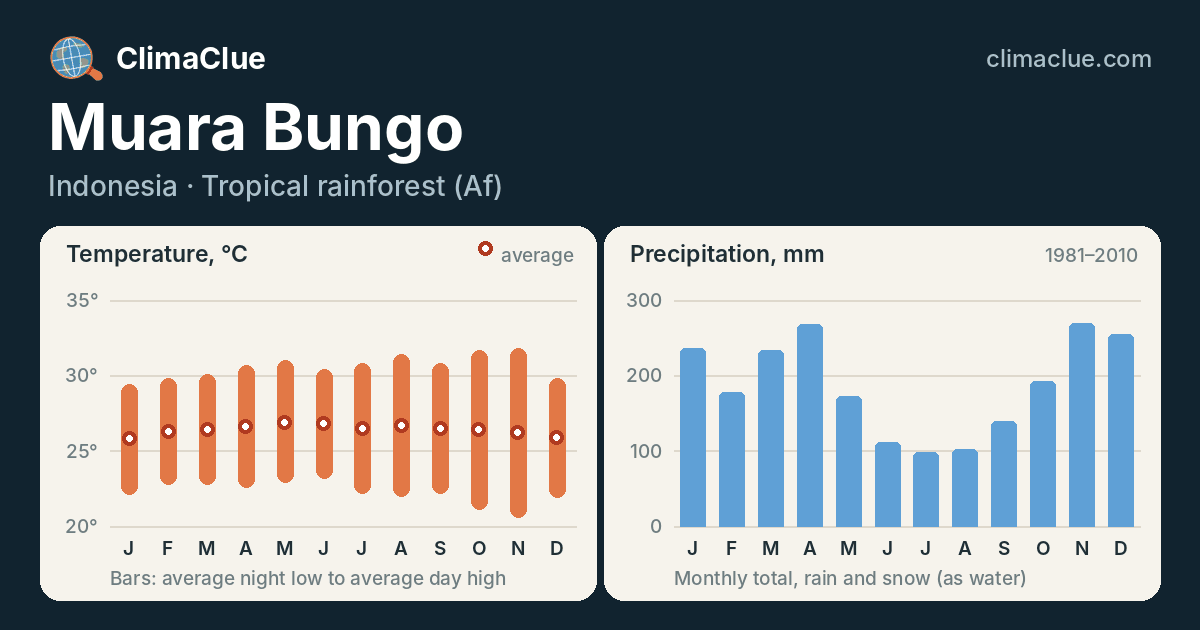 ClimaClue
climaclue.com
Muara Bungo
Indonesia · Tropical rainforest (Af)
Temperature, °C
average
35°
30°
25°
20°
J F M A M J J A S O N D
Bars: average night low to average day high
Precipitation, mm
1981–2010
300
200
100
0
J F M A M J J A S O N D
Monthly total, rain and snow (as water)